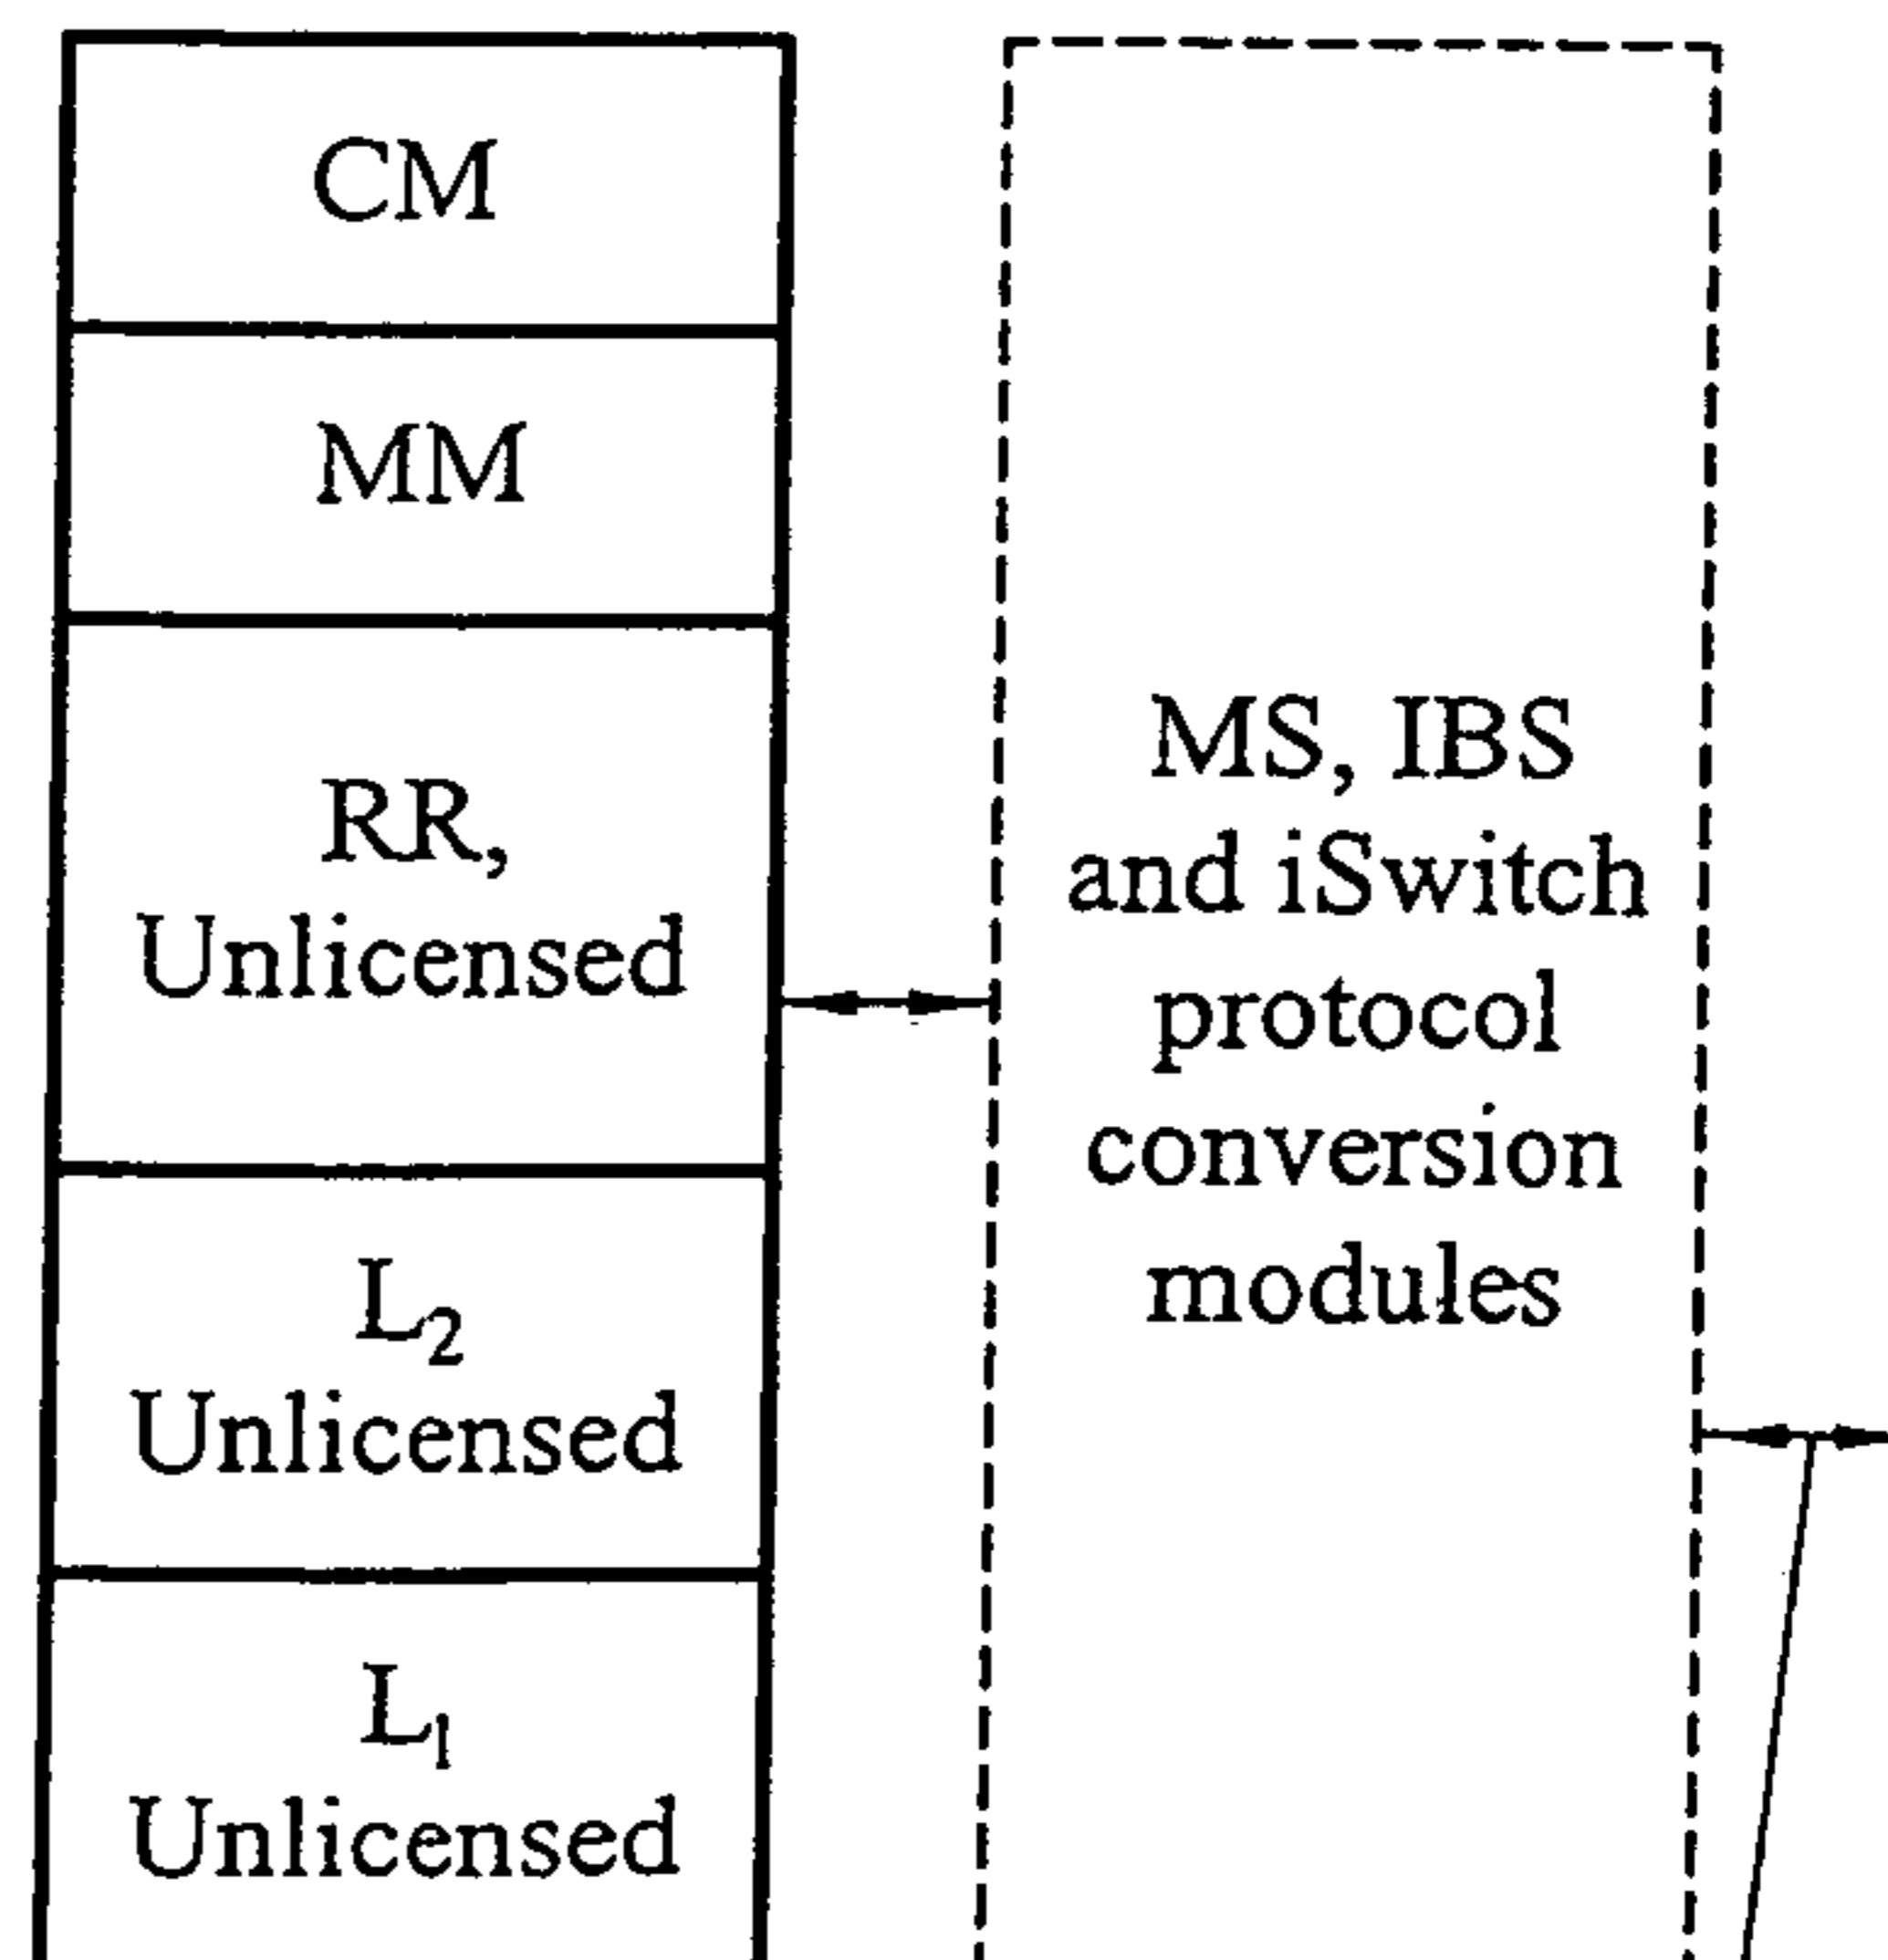 CM
MM
RR,
Unlicensed
L₂
Unlicensed
L₁
Unlicensed
MS, IBS
and iSwitch
protocol
conversion
modules